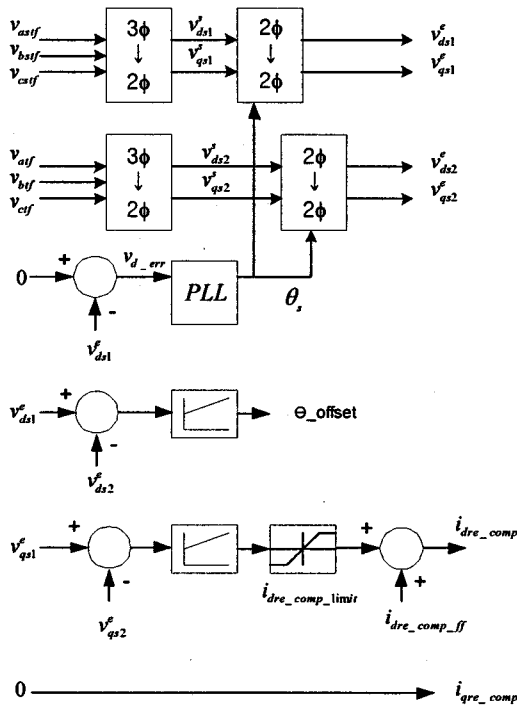 v_astf
v_bstf
v_cstf
3ϕ
↓
2ϕ
v^s_ds1
v^s_qs1
2ϕ
↓
2ϕ
v^e_ds1
v^e_qs1
v_atf
v_btf
v_ctf
3ϕ
↓
2ϕ
v^s_ds2
v^s_qs2
2ϕ
↓
2ϕ
v^e_ds2
v^e_qs2
0
+
-
v_d_err
PLL
θ_s
v^e_ds1
v^e_ds1
+
-
Θ_offset
v^e_ds2
v^e_qs1
+
-
v^e_qs2
i_dre_comp_limit
+
+
i_dre_comp
i_dre_comp_ff
0
i_qre_comp